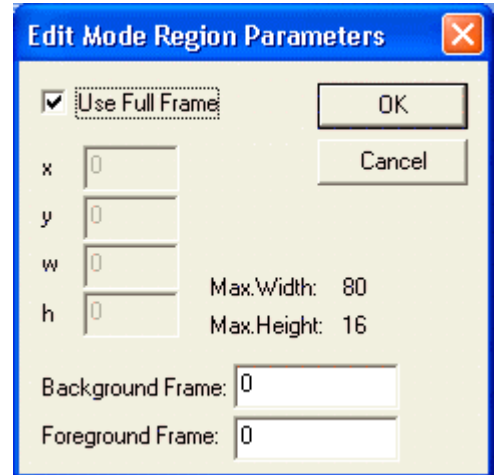 Edit Mode Region Parameters
Use Full Frame
OK
Cancel
x 0
y 0
w 0
h 0
Max.Width: 80
Max.Height: 16
Background Frame: 0
Foreground Frame: 0